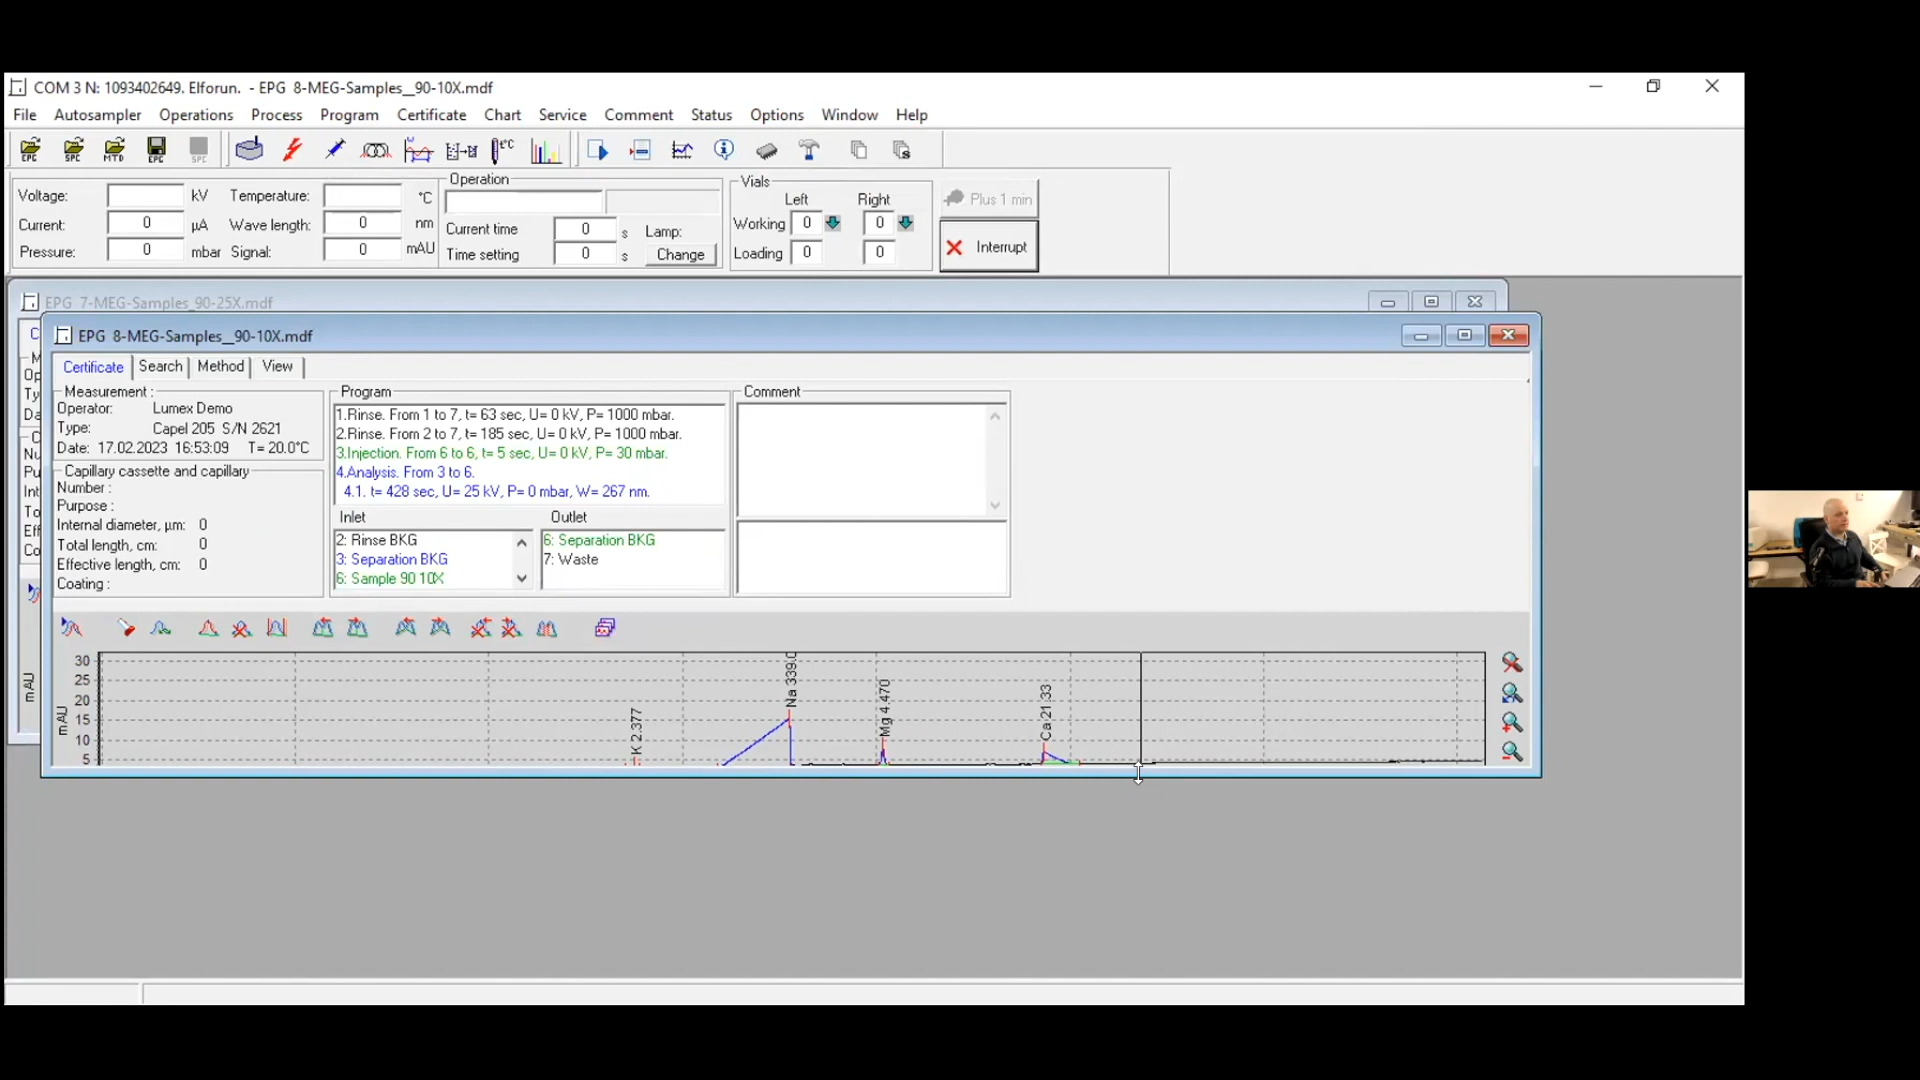 COM 3 N: 1093402649. Elforun. - EPG 8-MEG-Samples__90-10X.mdf
File Autosampler Operations Process Program Certificate Chart Service Comment Status Options Window Help
EPC SPC MTD EPC SPC °C
Voltage: kV Temperature: °C
Current: 0 µA Wave length: 0 nm
Pressure: 0 mbar Signal: 0 mAU
Operation
Current time 0 s Lamp:
Time setting 0 s Change
Vials
Left Right
Working 0 0
Loading 0 0
Plus 1 min
Interrupt
EPG 7-MEG-Samples_90-25X.mdf
EPG 8-MEG-Samples__90-10X.mdf
Certificate Search Method View
Measurement :
Operator: Lumex Demo
Type: Capel 205 S/N 2621
Date: 17.02.2023 16:53:09 T= 20.0°C
Capillary cassette and capillary
Number :
Purpose :
Internal diameter, µm: 0
Total length, cm: 0
Effective length, cm: 0
Coating :
Program
1.Rinse. From 1 to 7, t= 63 sec, U= 0 kV, P= 1000 mbar.
2.Rinse. From 2 to 7, t= 185 sec, U= 0 kV, P= 1000 mbar.
3.Injection. From 6 to 6, t= 5 sec, U= 0 kV, P= 30 mbar.
4.Analysis. From 3 to 6.
4.1. t= 428 sec, U= 25 kV, P= 0 mbar, W= 267 nm.
Inlet
2: Rinse BKG
3: Separation BKG
6: Sample 90 10X
Outlet
6: Separation BKG
7: Waste
Comment
mAU
mAU
30
25
20
15
10
5
K 2.377
Na 339.0
Mg 4.470
Ca 21.33